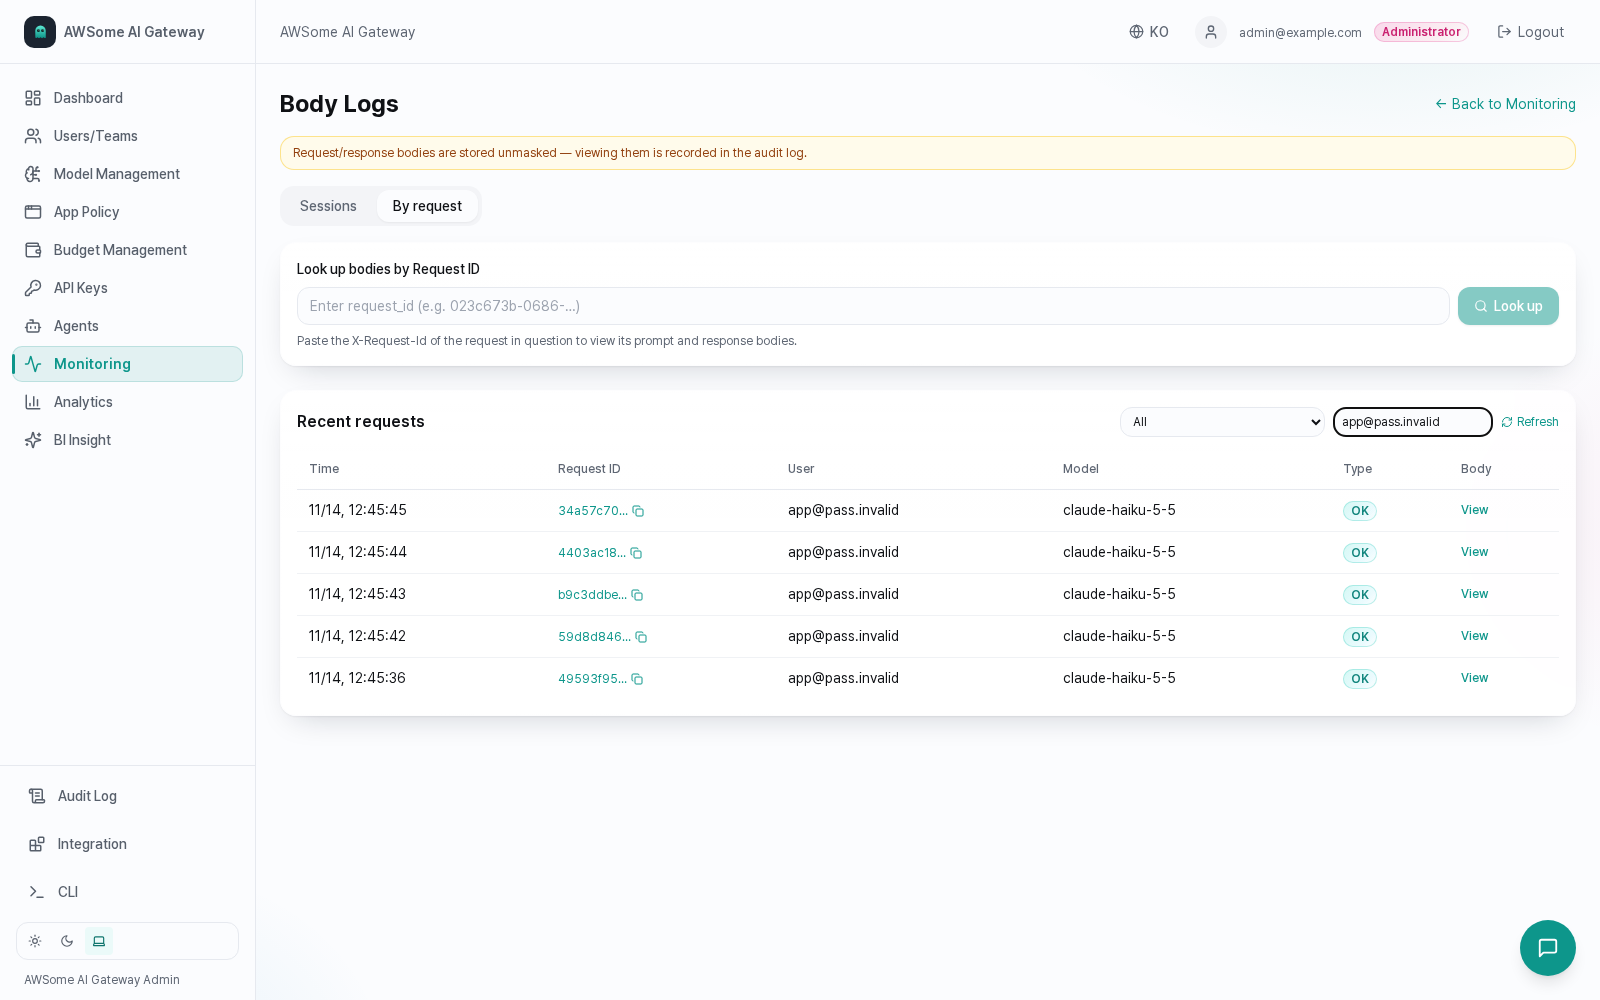 AWSome AI Gateway
AWSome AI Gateway
KO
admin@example.com
Administrator
Logout
Dashboard
Users/Teams
Model Management
App Policy
Budget Management
API Keys
Agents
Monitoring
Analytics
BI Insight
Audit Log
Integration
CLI
AWSome AI Gateway Admin
Body Logs
← Back to Monitoring
Request/response bodies are stored unmasked — viewing them is recorded in the audit log.
Sessions
By request
Look up bodies by Request ID
Enter request_id (e.g. 023c673b-0686-...)
Look up
Paste the X-Request-Id of the request in question to view its prompt and response bodies.
Recent requests
All
app@pass.invalid
Refresh
Time Request ID User Model Type Body
11/14, 12:45:45 34a57c70... app@pass.invalid claude-haiku-5-5 OK View
11/14, 12:45:44 4403ac18... app@pass.invalid claude-haiku-5-5 OK View
11/14, 12:45:43 b9c3ddbe... app@pass.invalid claude-haiku-5-5 OK View
11/14, 12:45:42 59d8d846... app@pass.invalid claude-haiku-5-5 OK View
11/14, 12:45:36 49593f95... app@pass.invalid claude-haiku-5-5 OK View